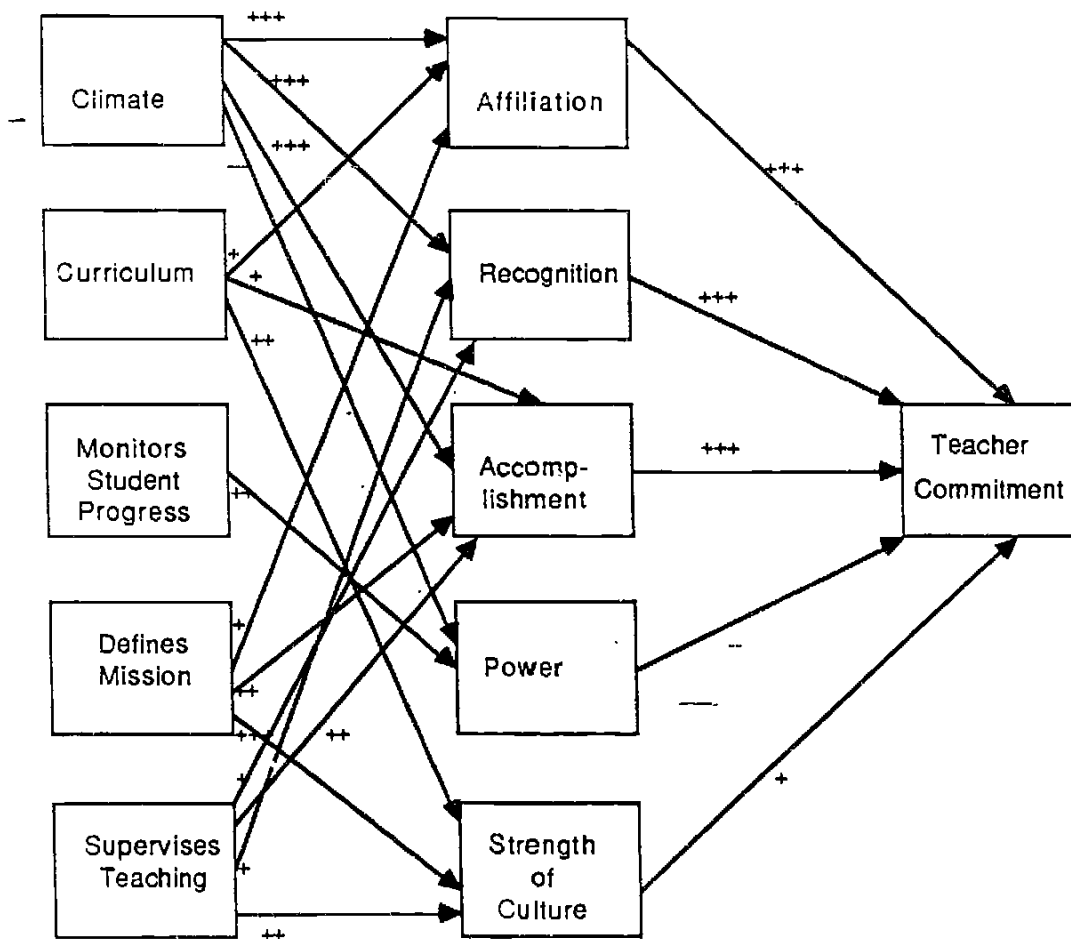 +++
Climate
Affiliation
+++
+++
+++
Curriculum
+
+
Recognition
+++
++
Monitors
Student
Progress
++
Accomp-
lishment
+++
Teacher
Commitment
Defines
Mission
+
++
+++
++
Power
--
Supervises
Teaching
+
+
++
Strength
of
Culture
+